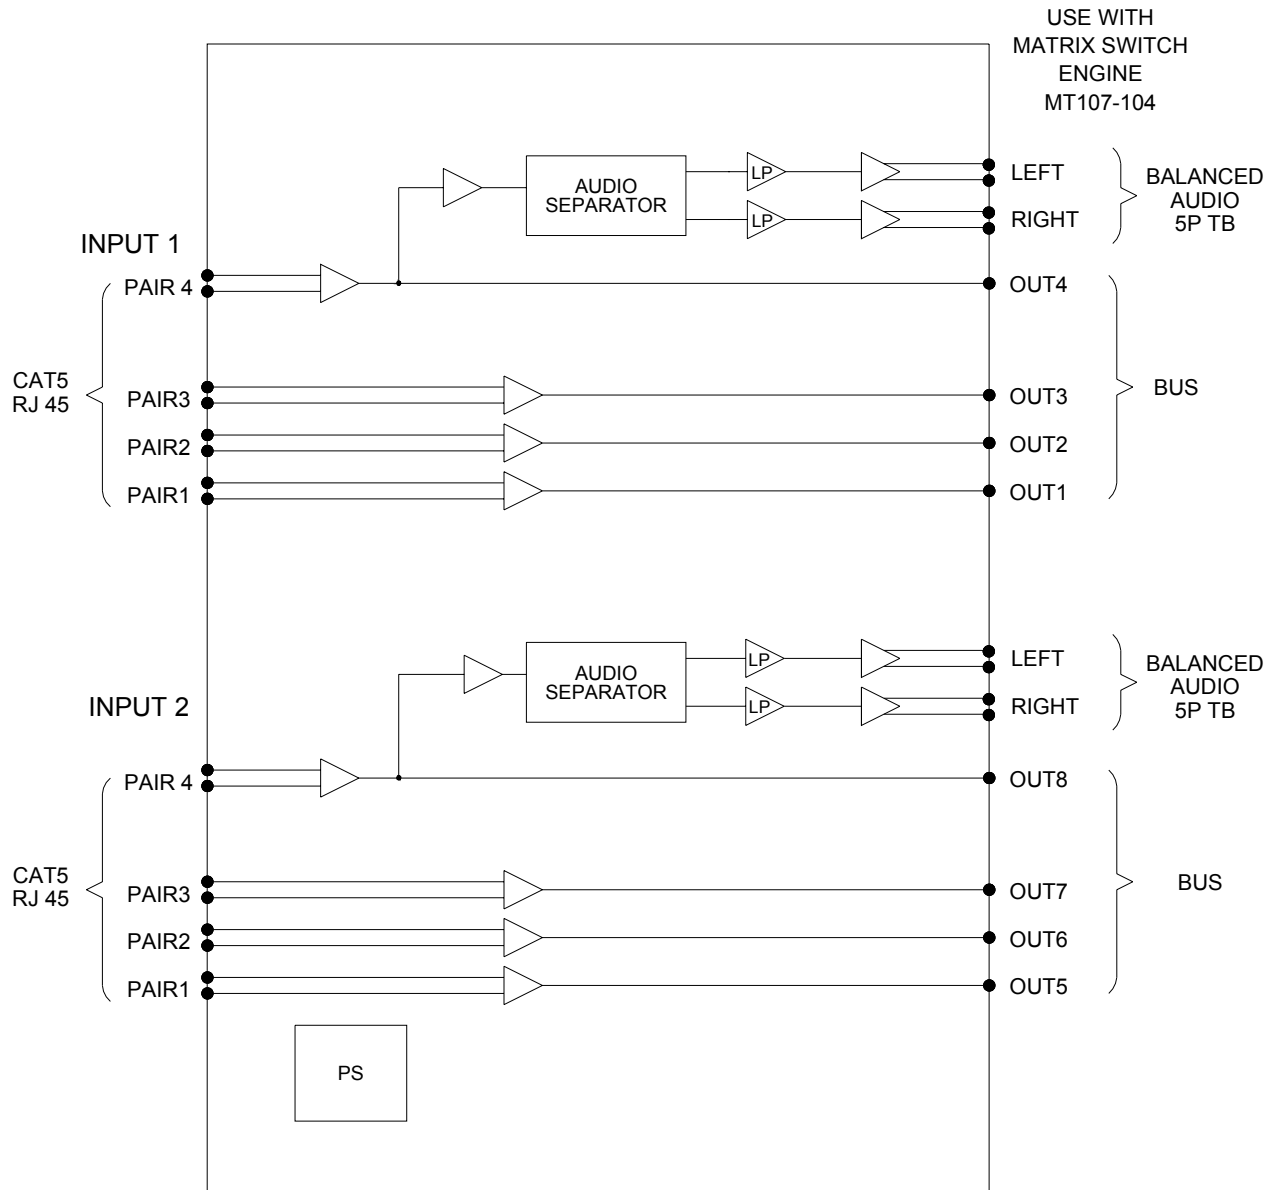 USE WITH
MATRIX SWITCH
ENGINE
MT107-104
AUDIO
SEPARATOR
LP
LP
LEFT
RIGHT
BALANCED
AUDIO
5P TB
INPUT 1
PAIR 4
OUT4
CAT5
RJ 45
PAIR3
OUT3
BUS
PAIR2
OUT2
PAIR1
OUT1
AUDIO
SEPARATOR
LP
LP
LEFT
RIGHT
BALANCED
AUDIO
5P TB
INPUT 2
PAIR 4
OUT8
CAT5
RJ 45
PAIR3
OUT7
BUS
PAIR2
OUT6
PAIR1
OUT5
PS